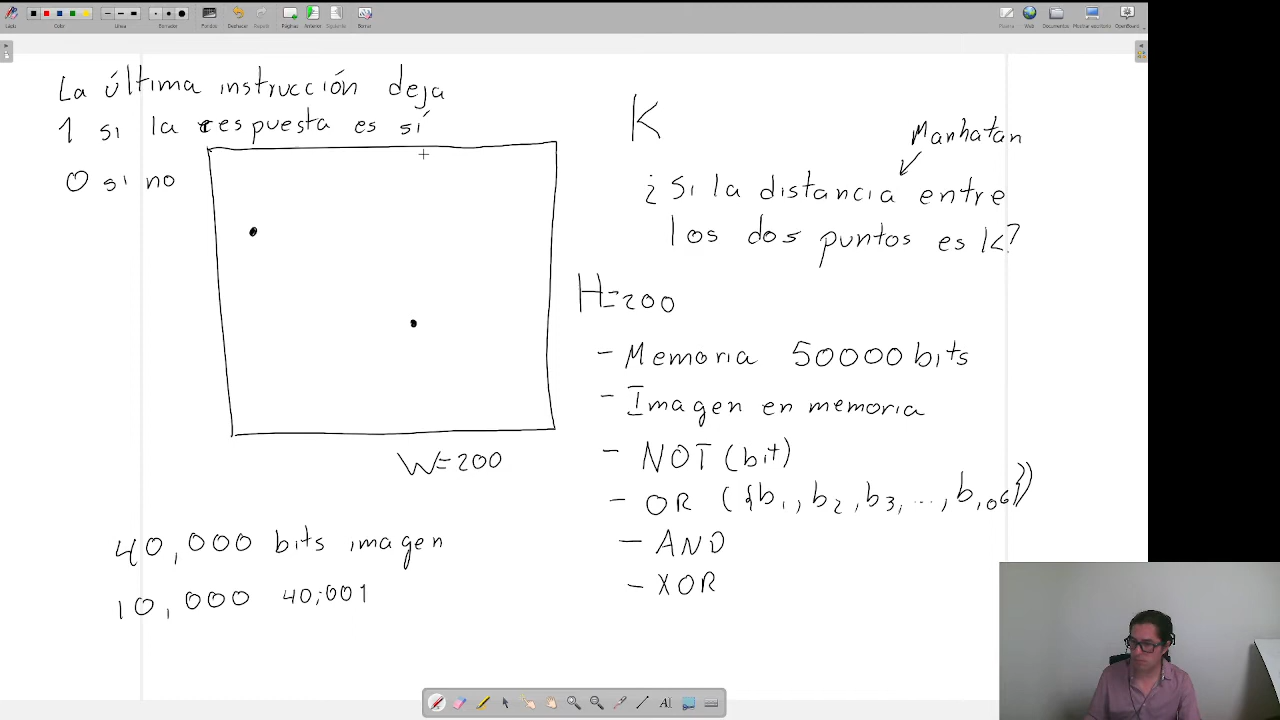 La última instrucción deja
1 si la respuesta es sí
0 si no
K
Manhatan
¿Si la distancia entre
los dos puntos es K?
H=200
- Memoria 50000 bits
- Imagen en memoria
- NOT (bit)
- OR ({b1, b2, b3, ..., b106})
- AND
- XOR
W=200
40,000 bits imagen
10,000 40,001